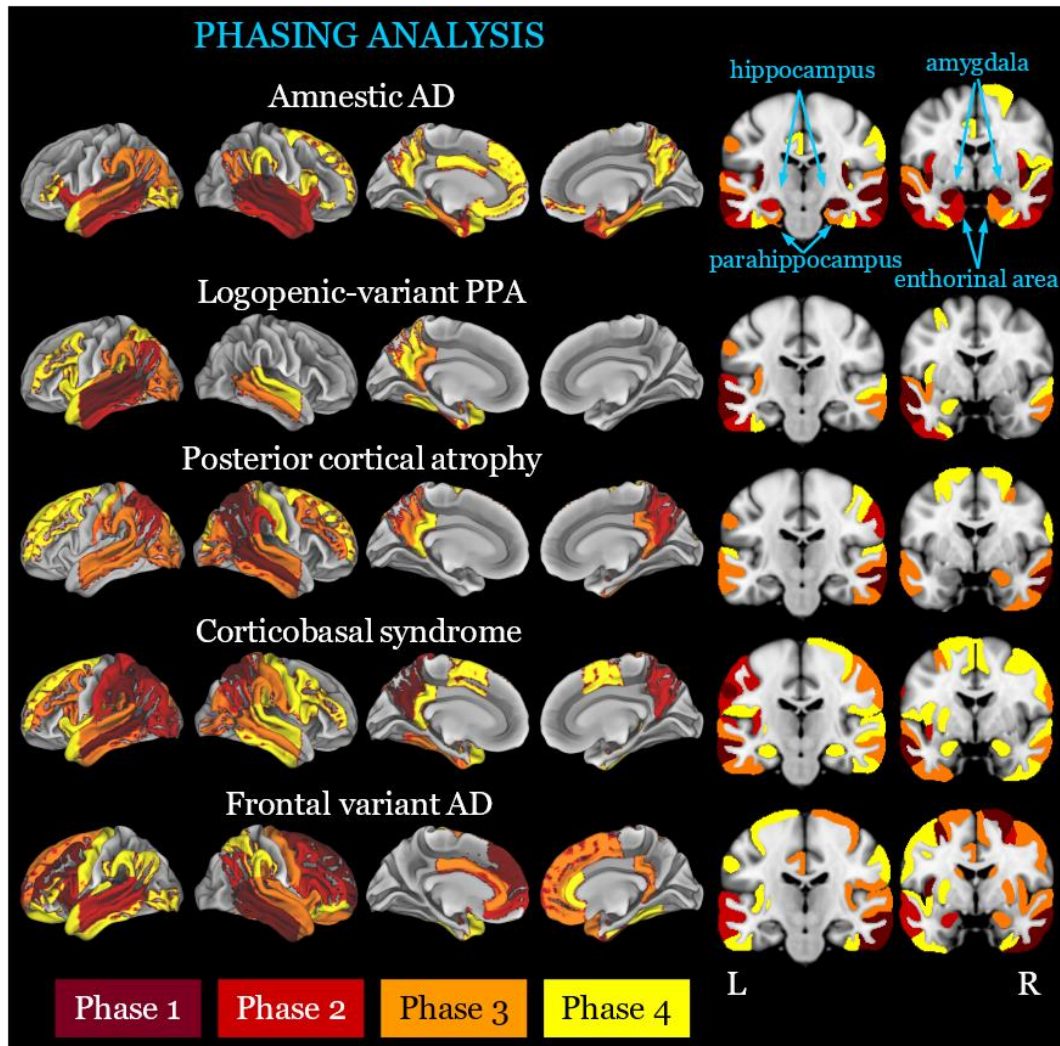 PHASING ANALYSIS
Amnestic AD
hippocampus
amygdala
parahippocampus
enthorinal area
Logopenic-variant PPA
Posterior cortical atrophy
Corticobasal syndrome
Frontal variant AD
L
R
Phase 1
Phase 2
Phase 3
Phase 4